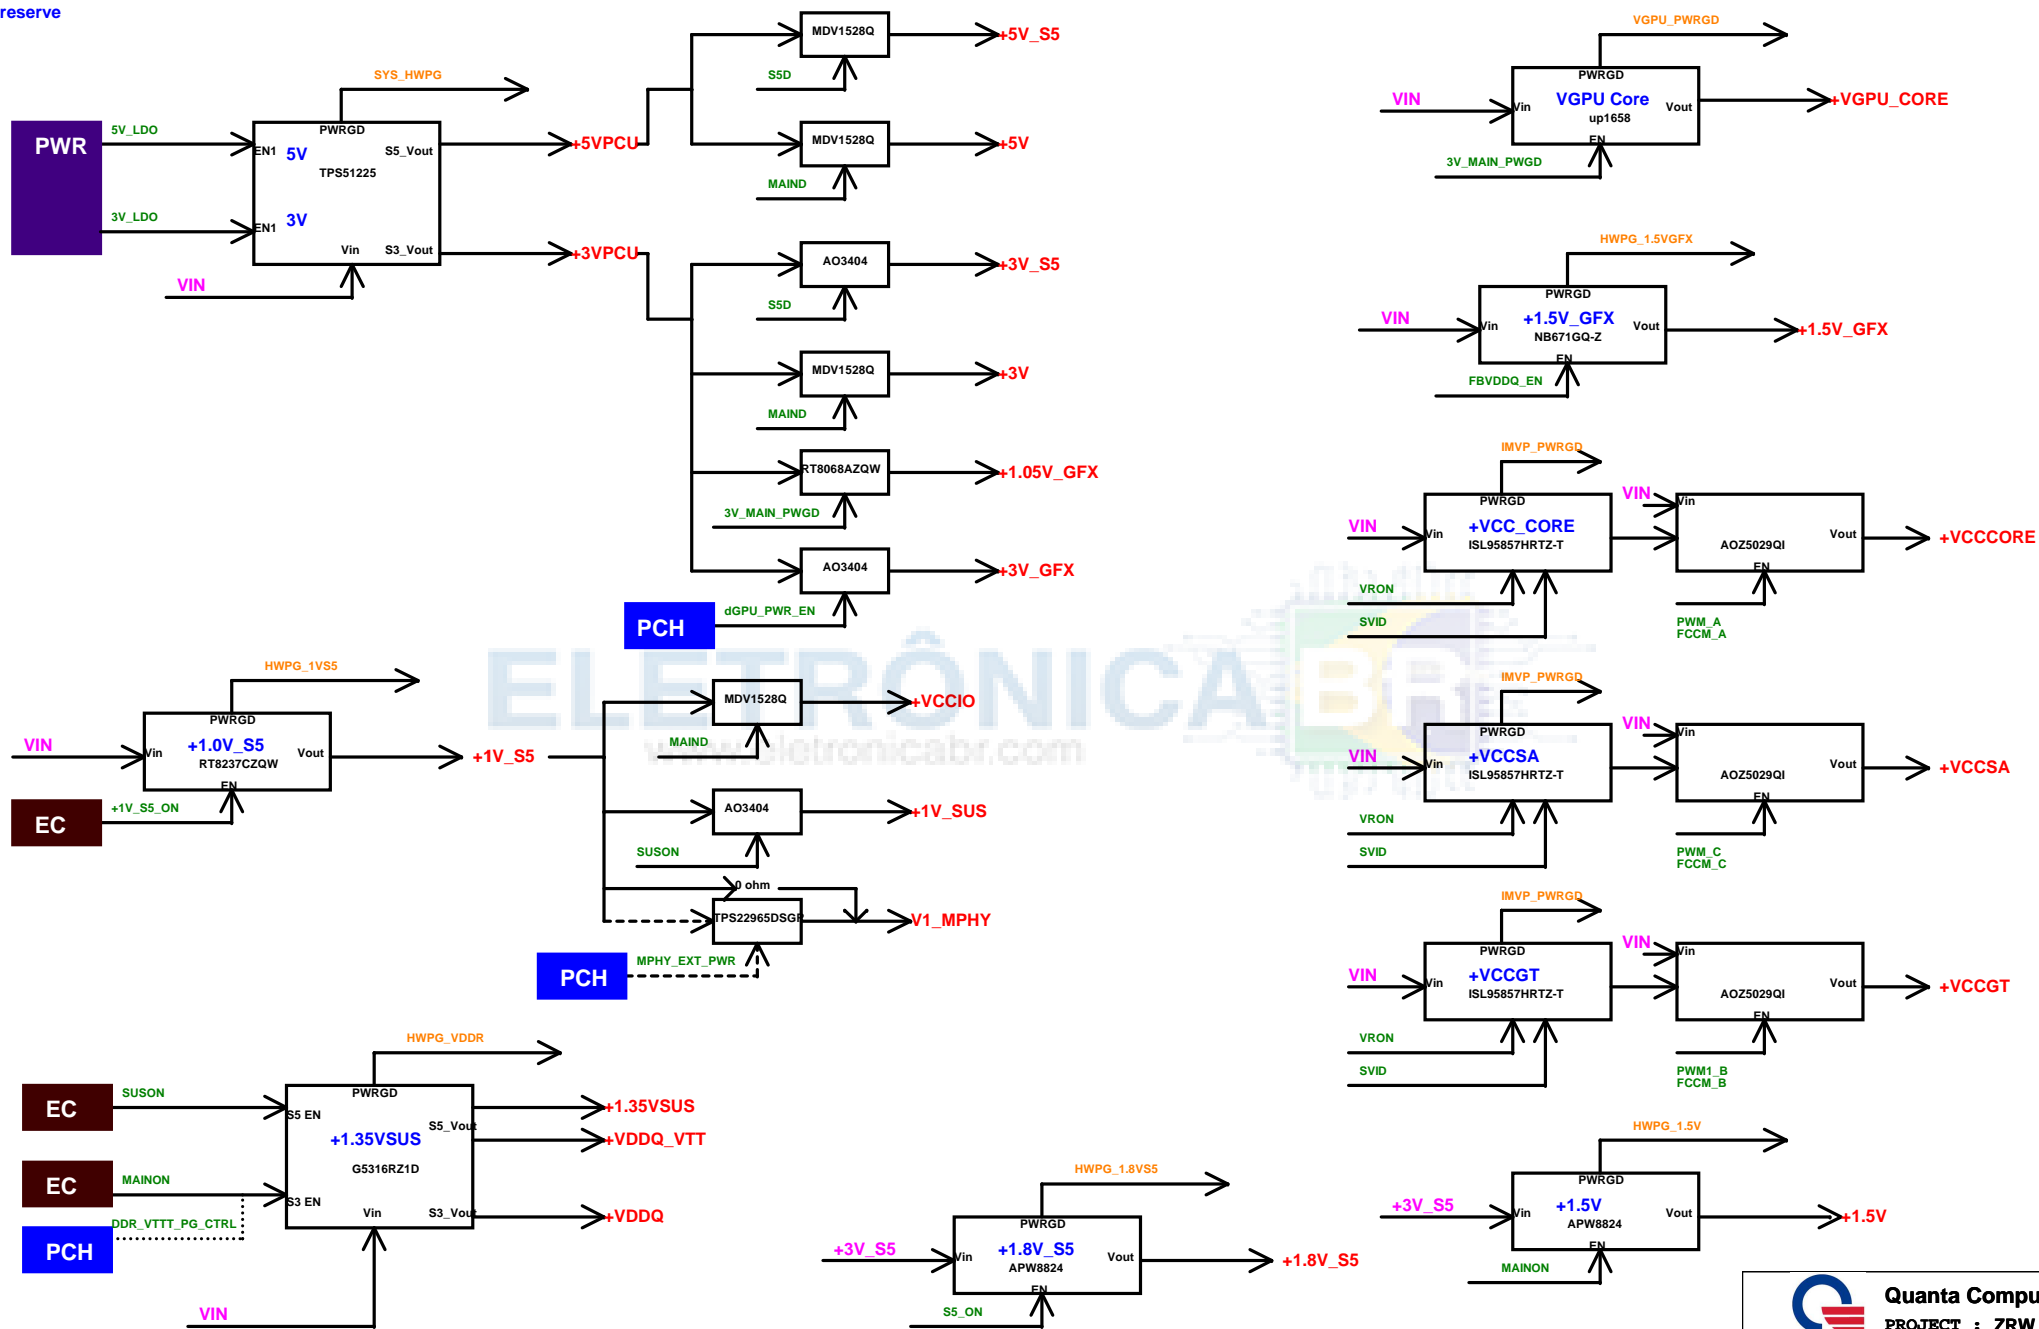 reserve
SYS_HWPG
PWR
5V_LDO
3V_LDO
PWRGD
EN1
5V
S5_Vout
TPS51225
EN1
3V
Vin
S3_Vout
VIN
+5VPCU
+3VPCU
MDV1528Q
S5D
+5V_S5
MDV1528Q
MAIND
+5V
AO3404
S5D
+3V_S5
MDV1528Q
MAIND
+3V
RT8068AZQW
3V_MAIN_PWGD
+1.05V_GFX
AO3404
+3V_GFX
PCH
dGPU_PWR_EN
VGPU_PWRGD
VIN
PWRGD
Vin
VGPU Core
Vout
up1658
EN
3V_MAIN_PWGD
+VGPU_CORE
HWPG_1.5VGFX
VIN
PWRGD
Vin
+1.5V_GFX
Vout
NB671GQ-Z
EN
FBVDDQ_EN
+1.5V_GFX
IMVP_PWRGD
VIN
PWRGD
Vin
+VCC_CORE
ISL95857HRTZ-T
VRON
SVID
VIN
Vin
Vout
AOZ5029QI
EN
PWM_A
FCCM_A
+VCCCORE
HWPG_1VS5
VIN
PWRGD
Vin
+1.0V_S5
Vout
RT8237CZQW
EN
EC
+1V_S5_ON
+1V_S5
MDV1528Q
MAIND
+VCCIO
AO3404
SUSON
+1V_SUS
0 ohm
TPS22965DSGR
V1_MPHY
PCH
MPHY_EXT_PWR
ELETRÔNICA BR
www.eletronicabr.com
IMVP_PWRGD
VIN
PWRGD
Vin
+VCCSA
ISL95857HRTZ-T
VRON
SVID
VIN
Vin
Vout
AOZ5029QI
EN
PWM_C
FCCM_C
+VCCSA
IMVP_PWRGD
VIN
PWRGD
Vin
+VCCGT
ISL95857HRTZ-T
VRON
SVID
VIN
Vin
Vout
AOZ5029QI
EN
PWM1_B
FCCM_B
+VCCGT
HWPG_VDDR
EC
SUSON
EC
MAINON
PCH
DDR_VTTT_PG_CTRL
PWRGD
S5 EN
S5_Vout
+1.35VSUS
G5316RZ1D
S3 EN
Vin
S3_Vout
VIN
+1.35VSUS
+VDDQ_VTT
+VDDQ
HWPG_1.8VS5
+3V_S5
PWRGD
Vin
+1.8V_S5
Vout
APW8824
EN
S5_ON
+1.8V_S5
HWPG_1.5V
+3V_S5
PWRGD
Vin
+1.5V
Vout
APW8824
EN
MAINON
+1.5V
Quanta Compu
PROJECT : ZRW